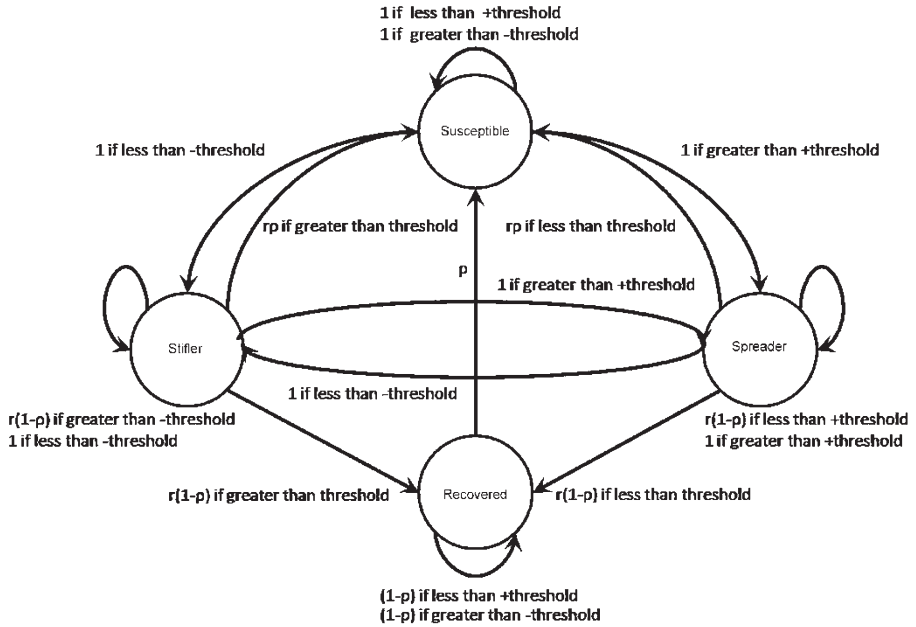 1 if less than +threshold
1 if greater than -threshold
Susceptible
1 if less than -threshold
1 if greater than +threshold
rp if greater than threshold
rp if less than threshold
p
1 if greater than +threshold
Stifler
Spreader
1 if less than -threshold
r(1-p) if greater than -threshold
1 if less than -threshold
r(1-p) if less than +threshold
1 if greater than +threshold
r(1-p) if greater than threshold
Recovered
r(1-p) if less than threshold
(1-p) if less than +threshold
(1-p) if greater than -threshold